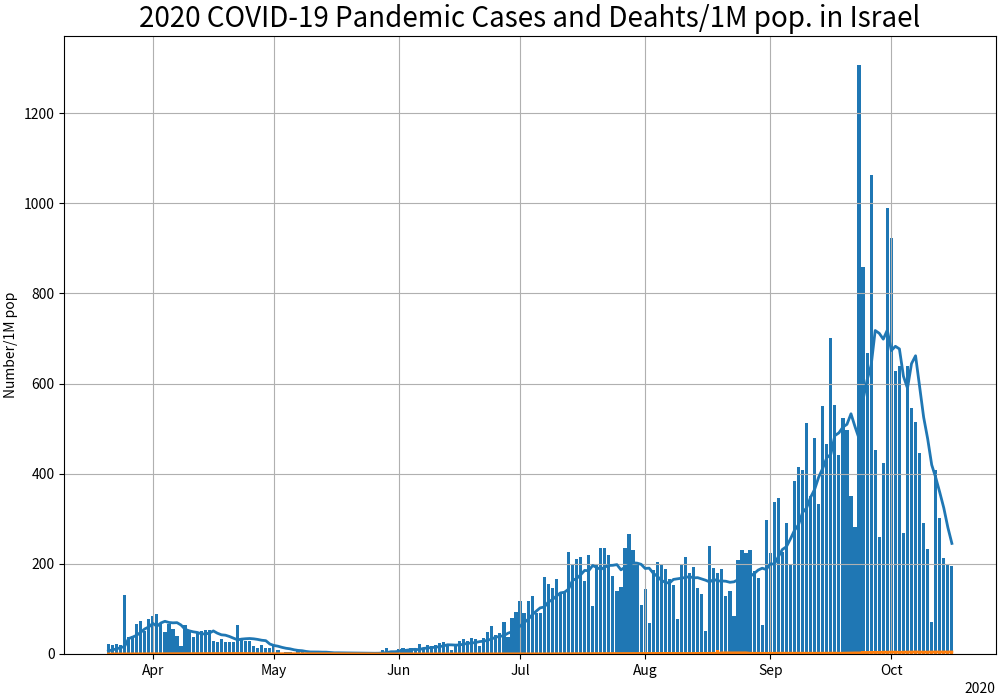 2020 COVID-19 Pandemic Cases and Deahts/1M pop. in Israel
Number/1M pop
1200
1000
800
600
400
200
0
Apr May Jun Jul Aug Sep Oct
2020